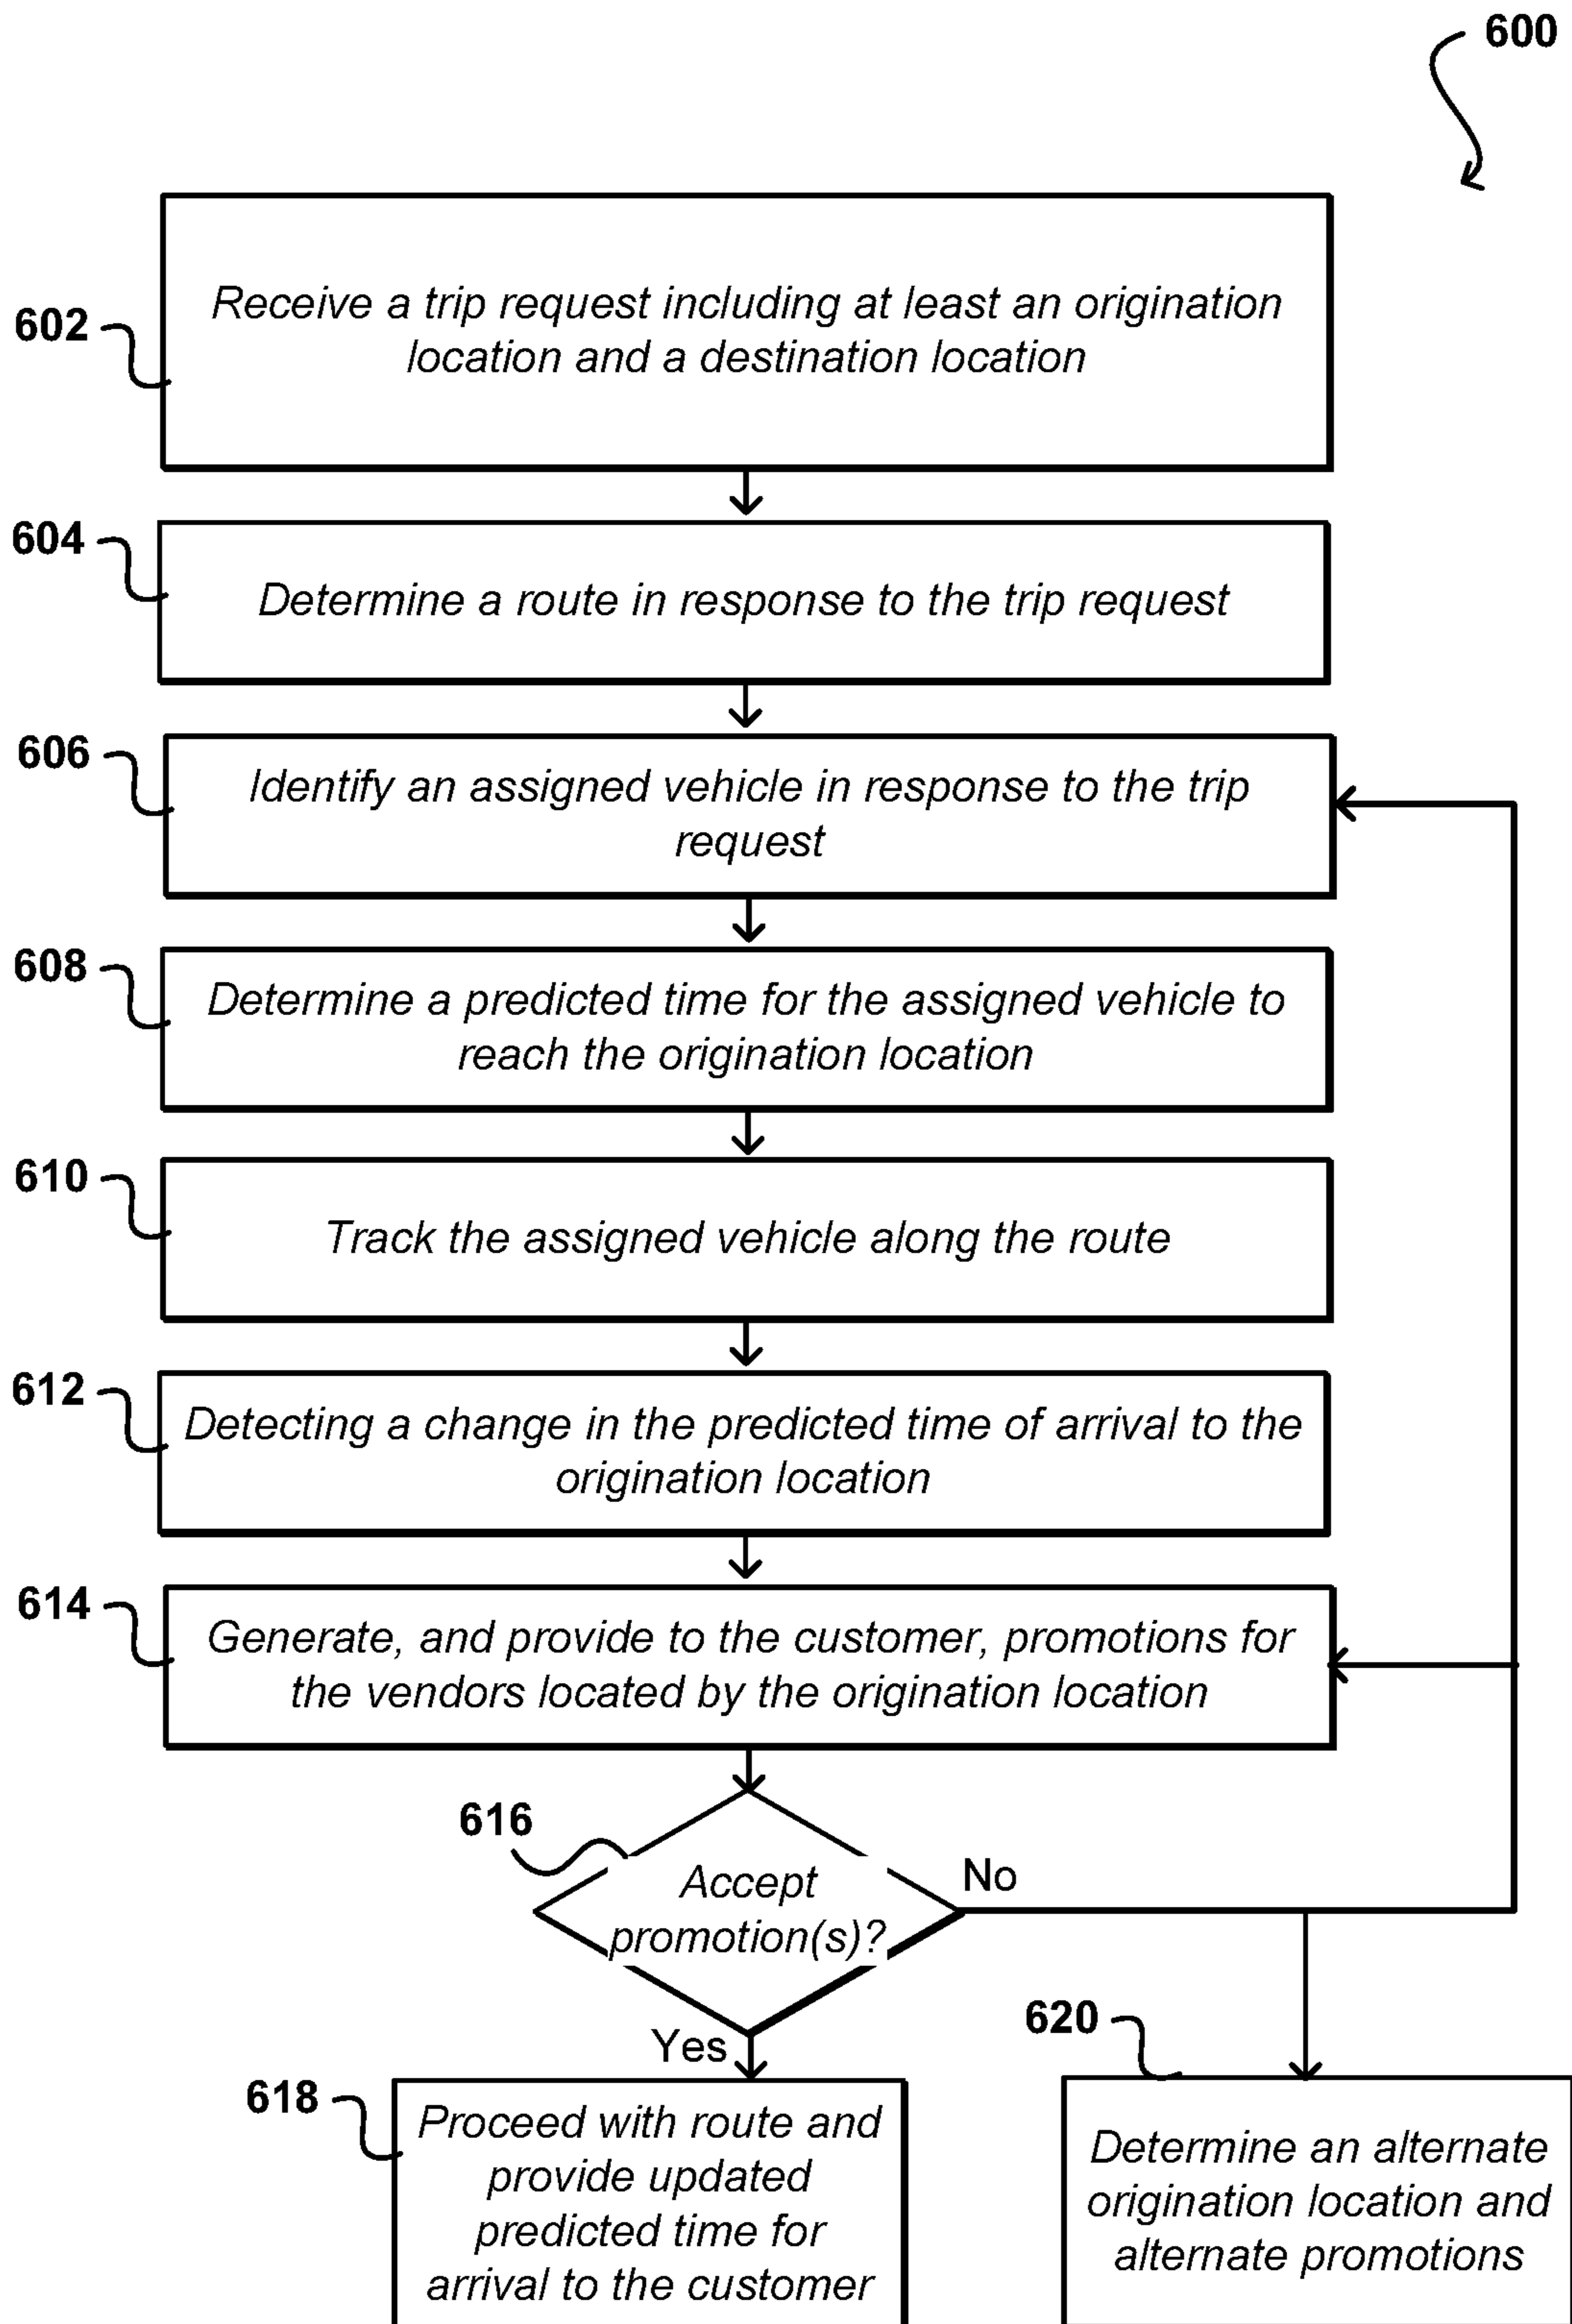 600
602
Receive a trip request including at least an origination
location and a destination location
604
Determine a route in response to the trip request
606
Identify an assigned vehicle in response to the trip
request
608
Determine a predicted time for the assigned vehicle to
reach the origination location
610
Track the assigned vehicle along the route
612
Detecting a change in the predicted time of arrival to the
origination location
614
Generate, and provide to the customer, promotions for
the vendors located by the origination location
616
Accept
promotion(s)?
No
Yes
618
Proceed with route and
provide updated
predicted time for
arrival to the customer
620
Determine an alternate
origination location and
alternate promotions